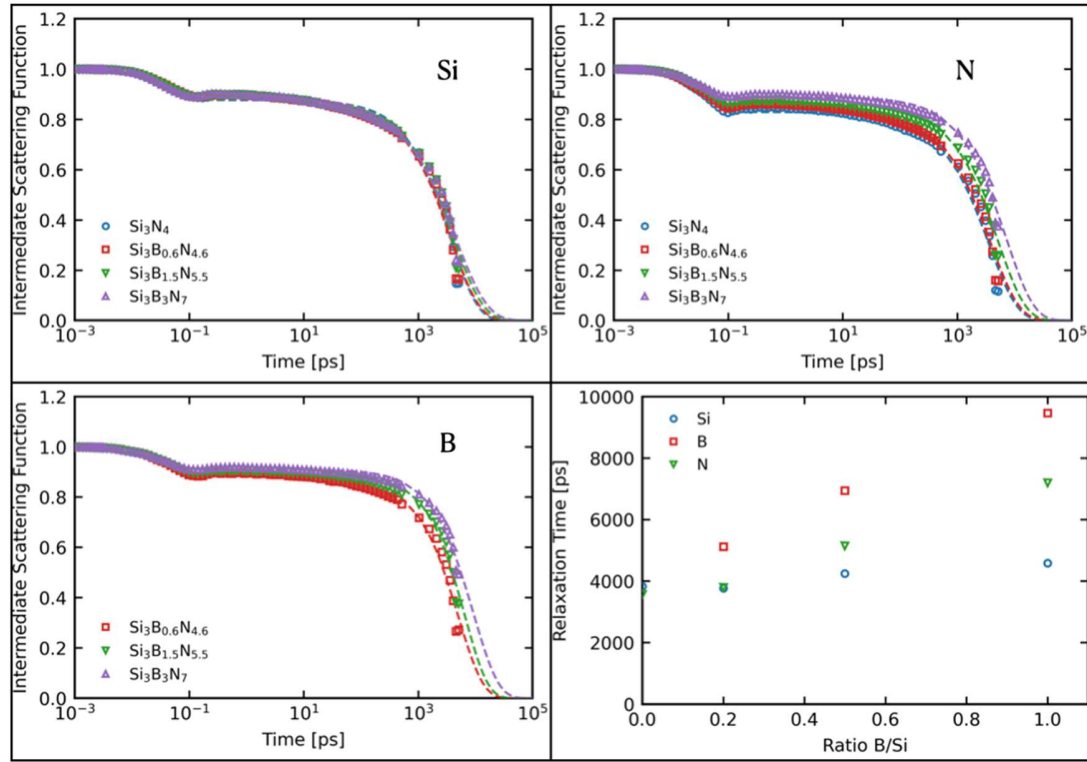 Intermediate Scattering Function
1.2
1.0
0.8
0.6
0.4
0.2
0.0
Si
Si₃N₄
Si₃B₀.₆N₄.₆
Si₃B₁.₅N₅.₅
Si₃B₃N₇
10⁻³
10⁻¹
10¹
10³
10⁵
Time [ps]
Intermediate Scattering Function
1.2
1.0
0.8
0.6
0.4
0.2
0.0
N
Si₃N₄
Si₃B₀.₆N₄.₆
Si₃B₁.₅N₅.₅
Si₃B₃N₇
10⁻³
10⁻¹
10¹
10³
10⁵
Time [ps]
Intermediate Scattering Function
1.2
1.0
0.8
0.6
0.4
0.2
0.0
B
Si₃B₀.₆N₄.₆
Si₃B₁.₅N₅.₅
Si₃B₃N₇
10⁻³
10⁻¹
10¹
10³
10⁵
Time [ps]
Relaxation Time [ps]
10000
8000
6000
4000
2000
0
Si
B
N
0.0
0.2
0.4
0.6
0.8
1.0
Ratio B/Si